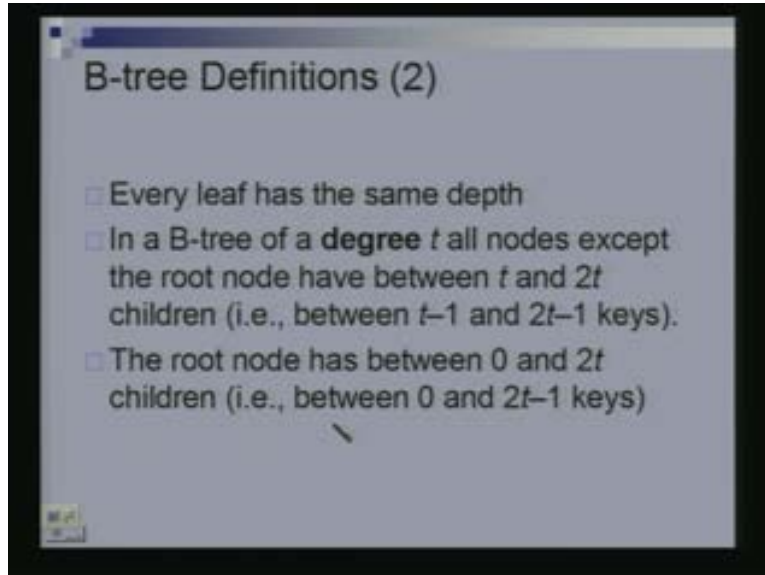 B-tree Definitions (2)
Every leaf has the same depth
In a B-tree of a degree t all nodes except
the root node have between t and 2t
children (i.e., between t–1 and 2t–1 keys).
The root node has between 0 and 2t
children (i.e., between 0 and 2t–1 keys)